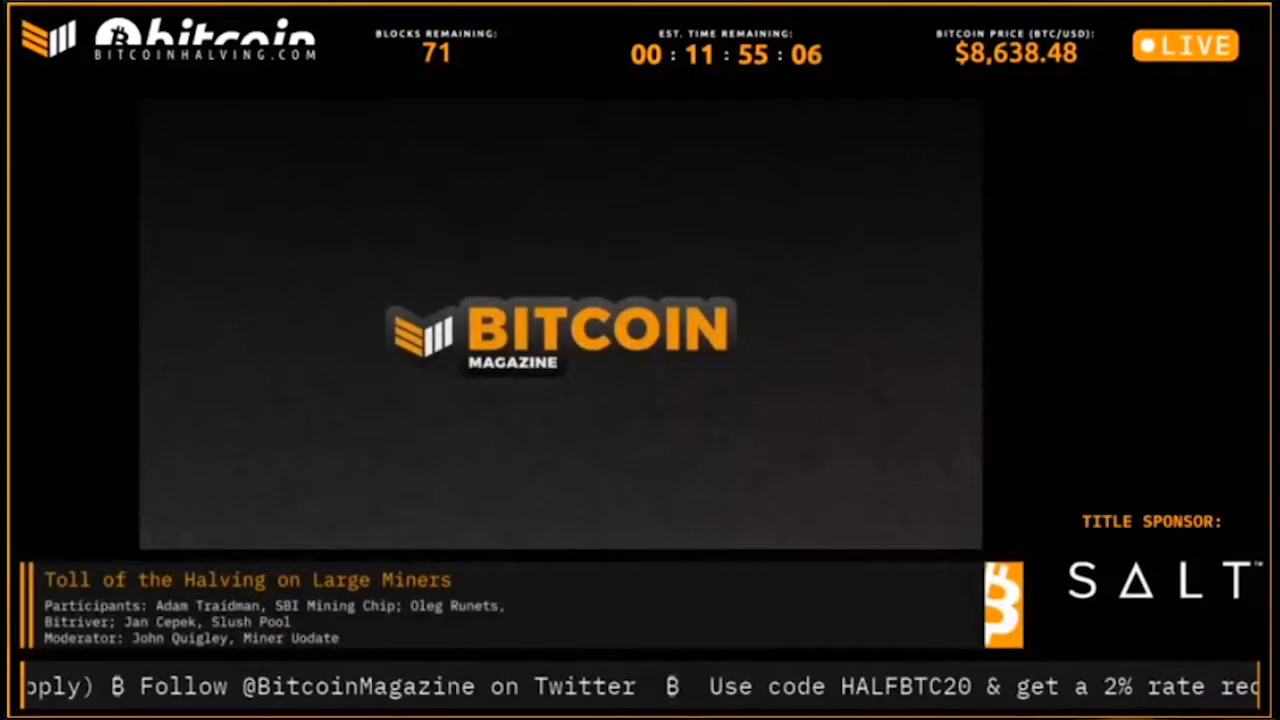 bitcoin
BITCOINHALVING.COM
BLOCKS REMAINING:
71
EST. TIME REMAINING:
00 : 11 : 55 : 06
BITCOIN PRICE (BTC/USD):
$8,638.48
LIVE
BITCOIN
MAGAZINE
TITLE SPONSOR:
SALT™
Toll of the Halving on Large Miners
Participants: Adam Traidman, SBI Mining Chip; Oleg Runets,
Bitriver; Jan Cepek, Slush Pool
Moderator: John Quigley, Miner Uodate
pply) ₿ Follow @BitcoinMagazine on Twitter ₿ Use code HALFBTC20 & get a 2% rate rec